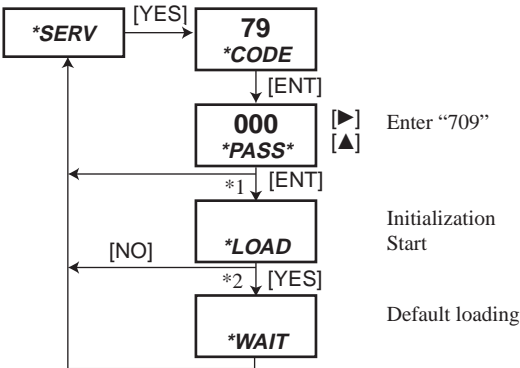 [YES]
*SERV
79
*CODE
[ENT]
000
*PASS*
[►]
[▲]
Enter “709”
*1
[ENT]
*LOAD
Initialization
Start
[NO]
*2
[YES]
*WAIT
Default loading